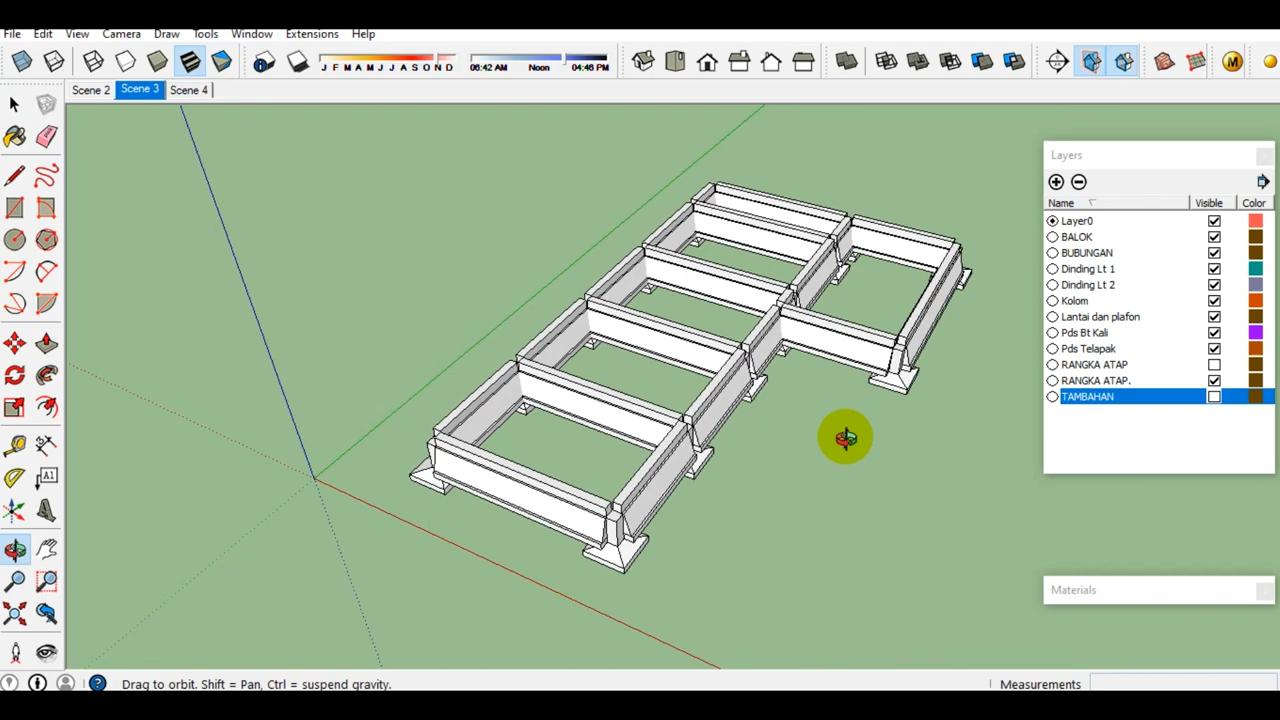 File Edit View Camera Draw Tools Window Extensions Help
J F M A M J J A S O N D 06:42 AM Noon 04:46 PM M
Scene 2 Scene 3 Scene 4
Layers
Name Visible Color
Layer0
BALOK
BUBUNGAN
Dinding Lt 1
Dinding Lt 2
Kolom
Lantai dan plafon
Pds Bt Kali
Pds Telapak
RANGKA ATAP
RANGKA ATAP.
TAMBAHAN
A1
Materials
Drag to orbit. Shift = Pan, Ctrl = suspend gravity. Measurements